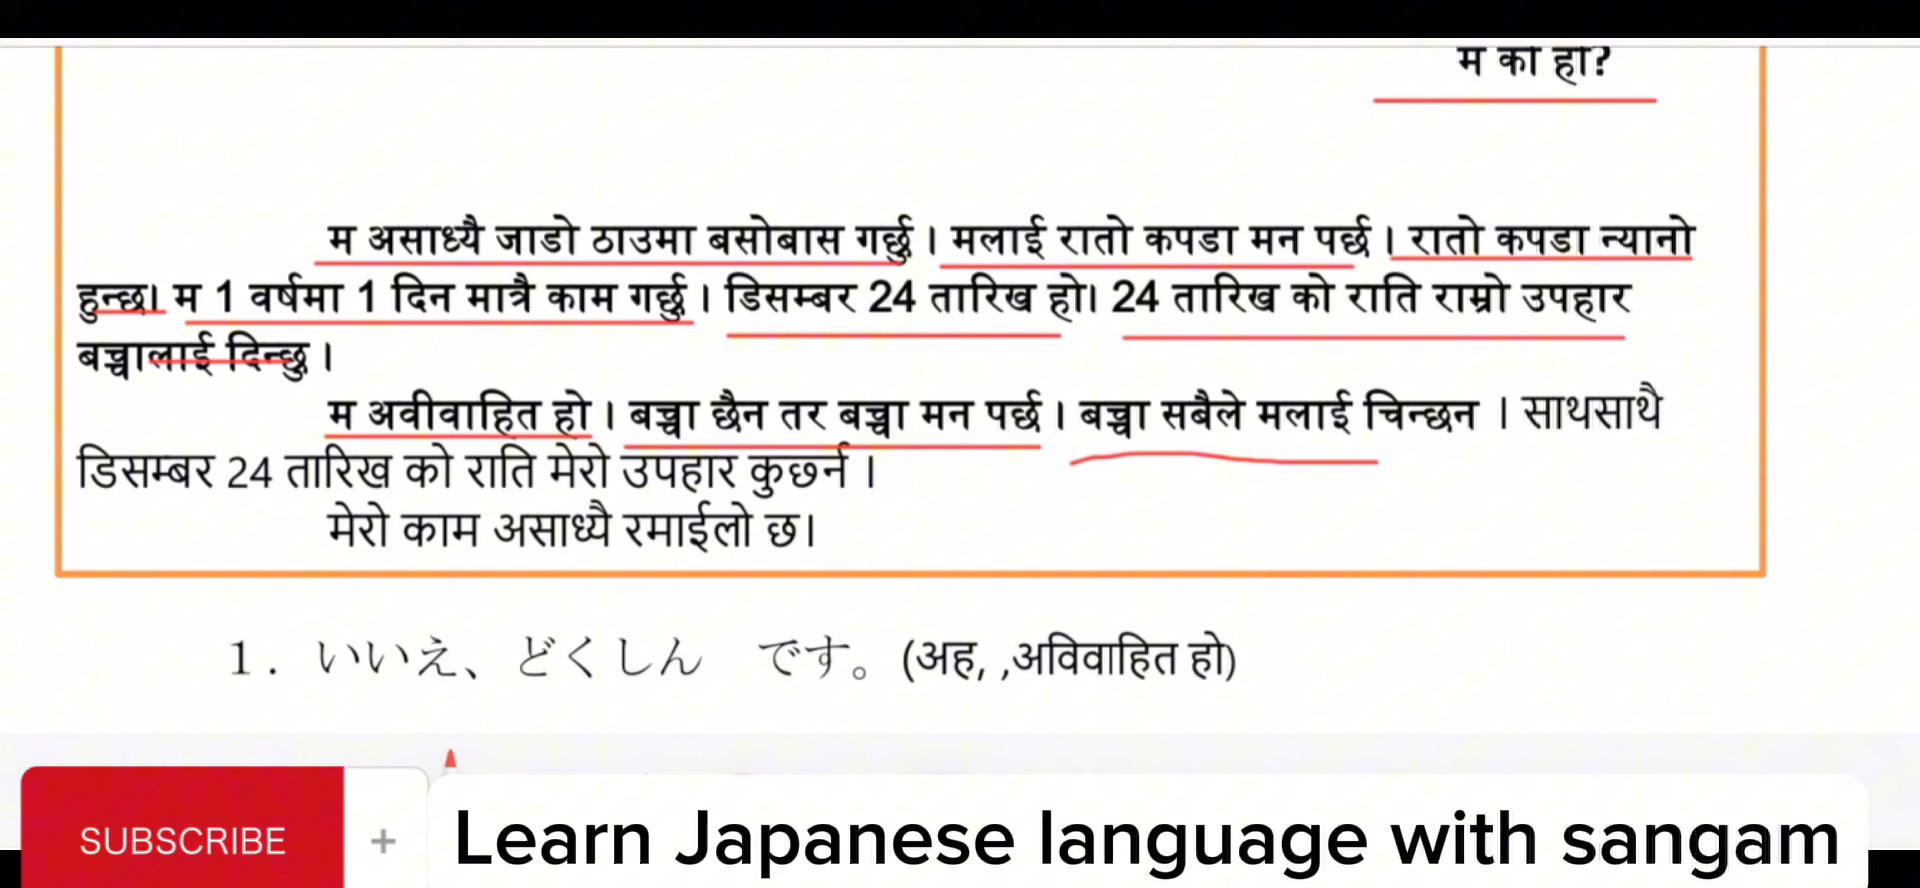 म को हो?
म असाध्यै जाडो ठाउमा बसोबास गर्छु । मलाई रातो कपडा मन पर्छ । रातो कपडा न्यानो
हुन्छ। म 1 वर्षमा 1 दिन मात्रै काम गर्छु । डिसम्बर 24 तारिख हो। 24 तारिख को राति राम्रो उपहार
बच्चालाई दिन्छु ।
म अवीवाहित हो । बच्चा छैन तर बच्चा मन पर्छ । बच्चा सबैले मलाई चिन्छन । साथसाथै
डिसम्बर 24 तारिख को राति मेरो उपहार कुछर्न ।
मेरो काम असाध्यै रमाईलो छ।
1. いいえ、どくしん　です。(अह, ,अविवाहित हो)
SUBSCRIBE +
Learn Japanese language with sangam